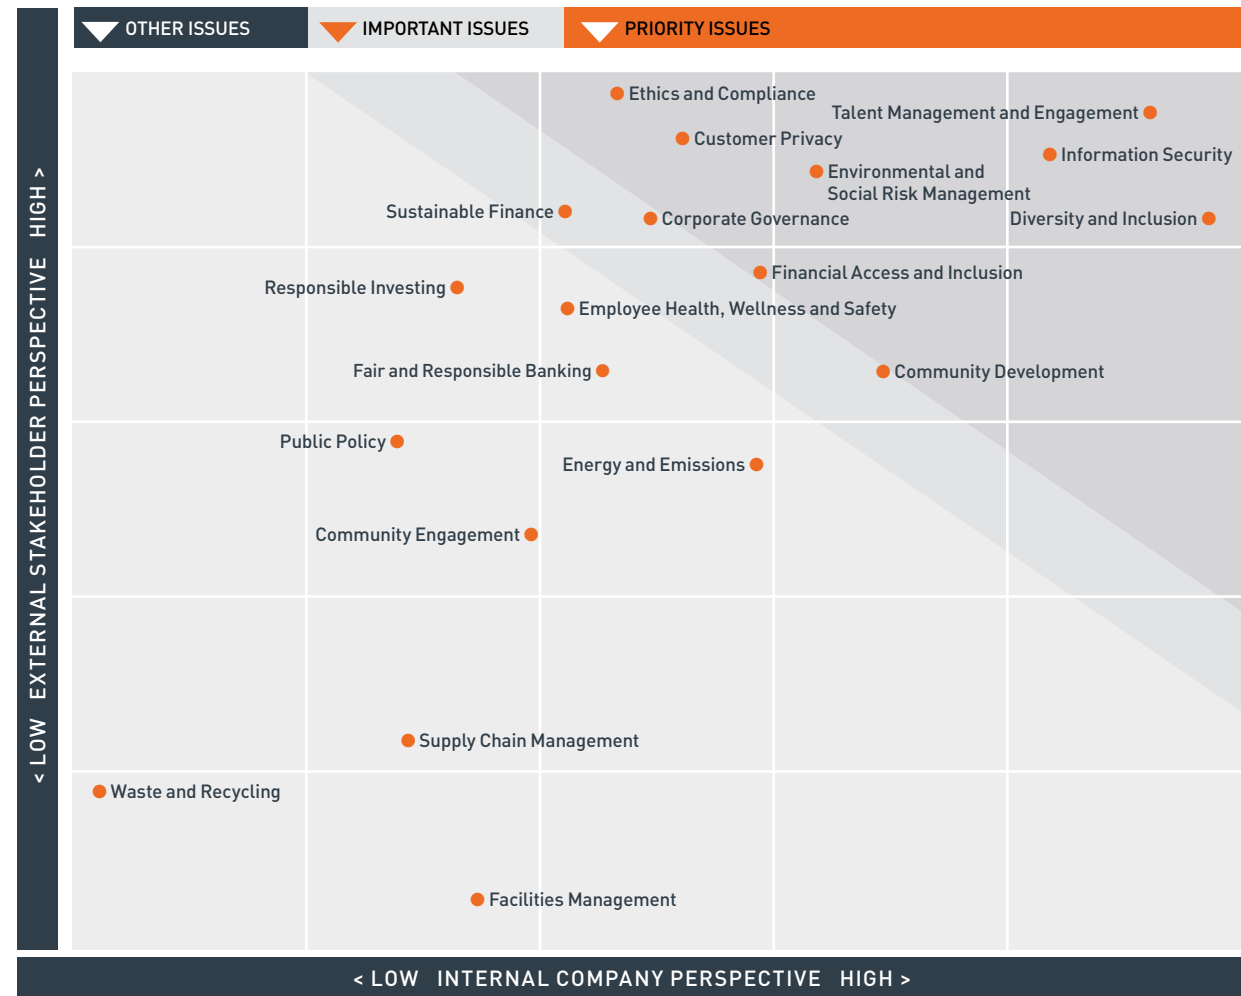 OTHER ISSUES
IMPORTANT ISSUES
PRIORITY ISSUES
Ethics and Compliance
Talent Management and Engagement
Customer Privacy
Information Security
Environmental and
Social Risk Management
Sustainable Finance
Corporate Governance
Diversity and Inclusion
Financial Access and Inclusion
Responsible Investing
Employee Health, Wellness and Safety
Fair and Responsible Banking
Community Development
Public Policy
Energy and Emissions
Community Engagement
Supply Chain Management
Waste and Recycling
Facilities Management
< LOW EXTERNAL STAKEHOLDER PERSPECTIVE HIGH >
< LOW INTERNAL COMPANY PERSPECTIVE HIGH >